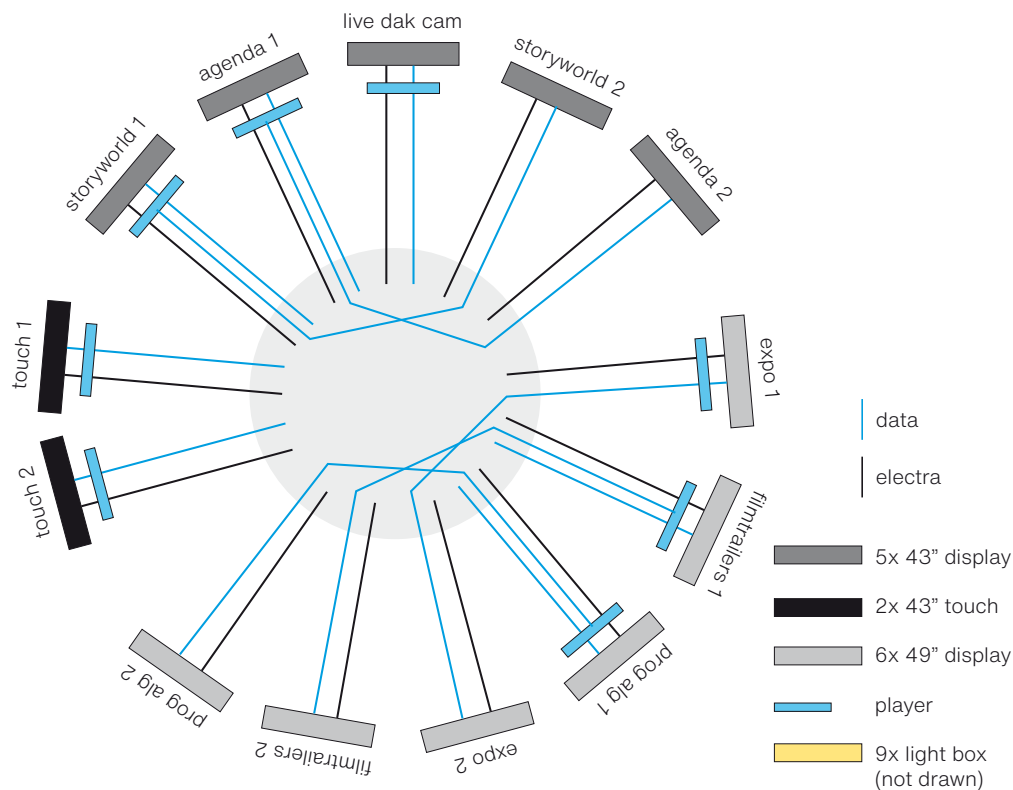 live dak cam
agenda 1
storyworld 2
storyworld 1
agenda 2
touch 1
expo 1
touch 2
filmtrailers 1
prog alg 2
filmtrailers 2
expo 2
prog alg 1
data
electra
5x 43” display
2x 43” touch
6x 49” display
player
9x light box
(not drawn)